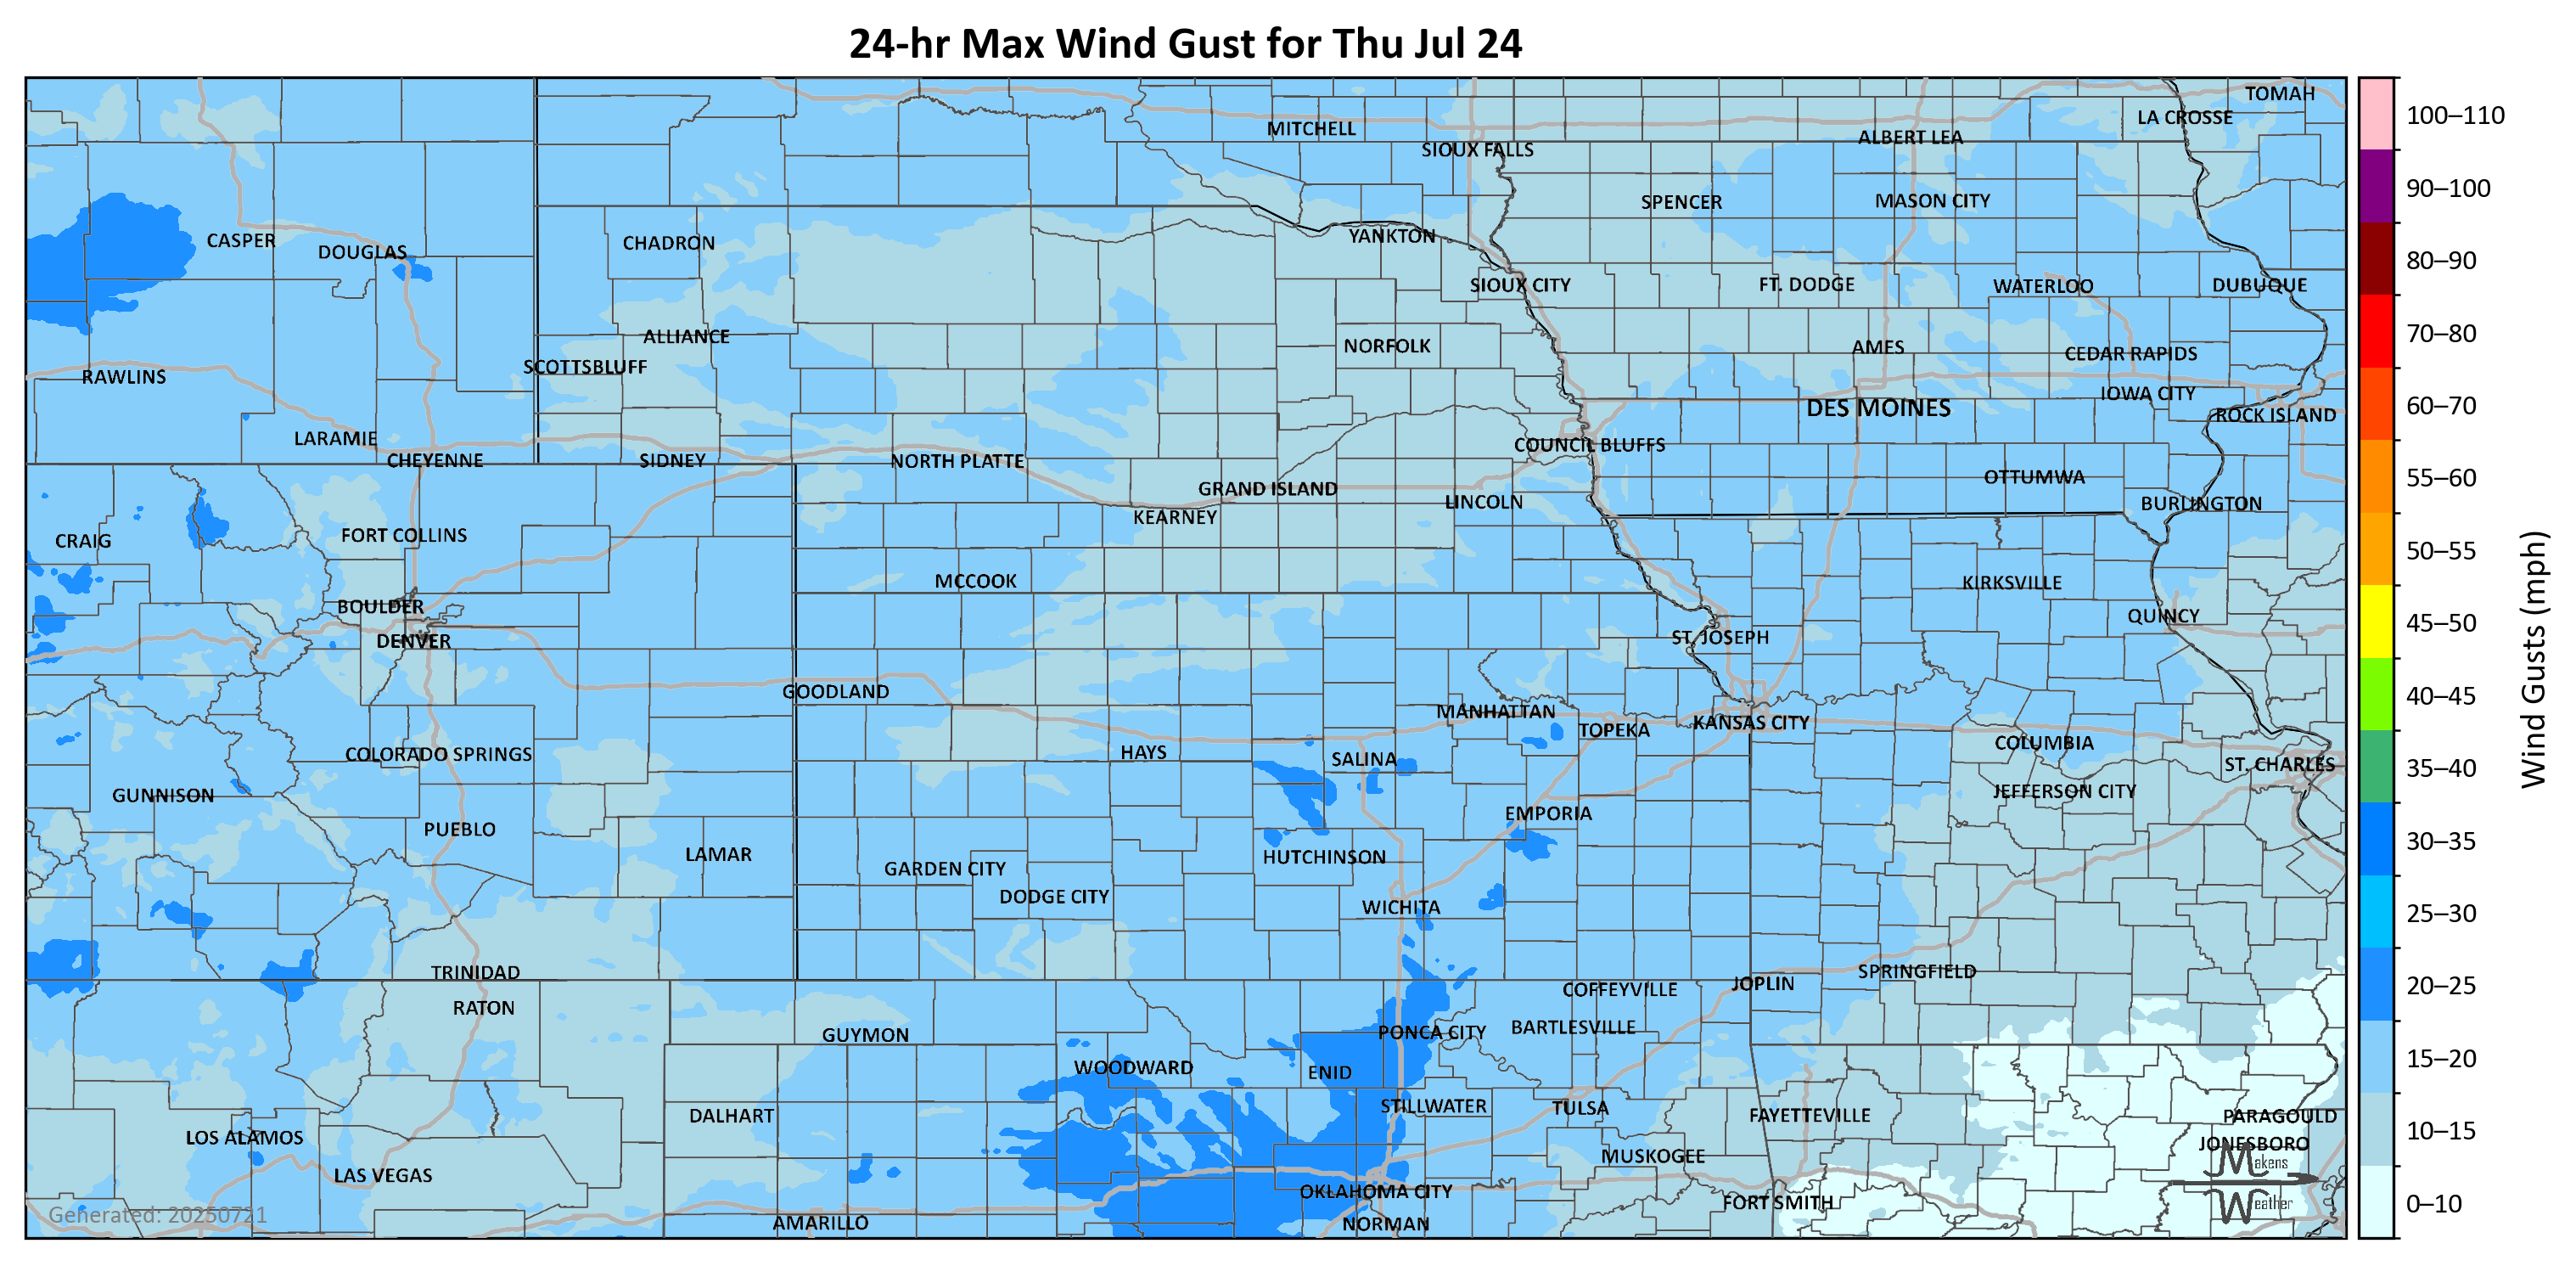 24-hr Max Wind Gust for Thu Jul 24
TOMAH
LA CROSSE
MITCHELL
ALBERT LEA
SIOUX FALLS
SPENCER
MASON CITY
CASPER
CHADRON
YANKTON
DOUGLAS
SIOUX CITY
FT. DODGE
WATERLOO
DUBUQUE
ALLIANCE
NORFOLK
AMES
CEDAR RAPIDS
SCOTTSBLUFF
RAWLINS
IOWA CITY
DES MOINES
ROCK ISLAND
LARAMIE
COUNCIL BLUFFS
CHEYENNE
SIDNEY
NORTH PLATTE
OTTUMWA
GRAND ISLAND
LINCOLN
BURLINGTON
KEARNEY
FORT COLLINS
CRAIG
MCCOOK
KIRKSVILLE
BOULDER
QUINCY
DENVER
ST. JOSEPH
GOODLAND
MANHATTAN
KANSAS CITY
TOPEKA
COLUMBIA
COLORADO SPRINGS
HAYS
SALINA
ST. CHARLES
GUNNISON
JEFFERSON CITY
EMPORIA
PUEBLO
LAMAR
HUTCHINSON
GARDEN CITY
DODGE CITY
WICHITA
TRINIDAD
SPRINGFIELD
JOPLIN
COFFEYVILLE
RATON
GUYMON
PONCA CITY
BARTLESVILLE
WOODWARD
ENID
STILLWATER
TULSA
DALHART
FAYETTEVILLE
PARAGOULD
LOS ALAMOS
JONESBORO
MUSKOGEE
LAS VEGAS
OKLAHOMA CITY
FORT SMITH
AMARILLO
NORMAN
Generated: 20250721
Makens
Weather
100–110
90–100
80–90
70–80
60–70
55–60
50–55
45–50
40–45
35–40
30–35
25–30
20–25
15–20
10–15
0–10
Wind Gusts (mph)